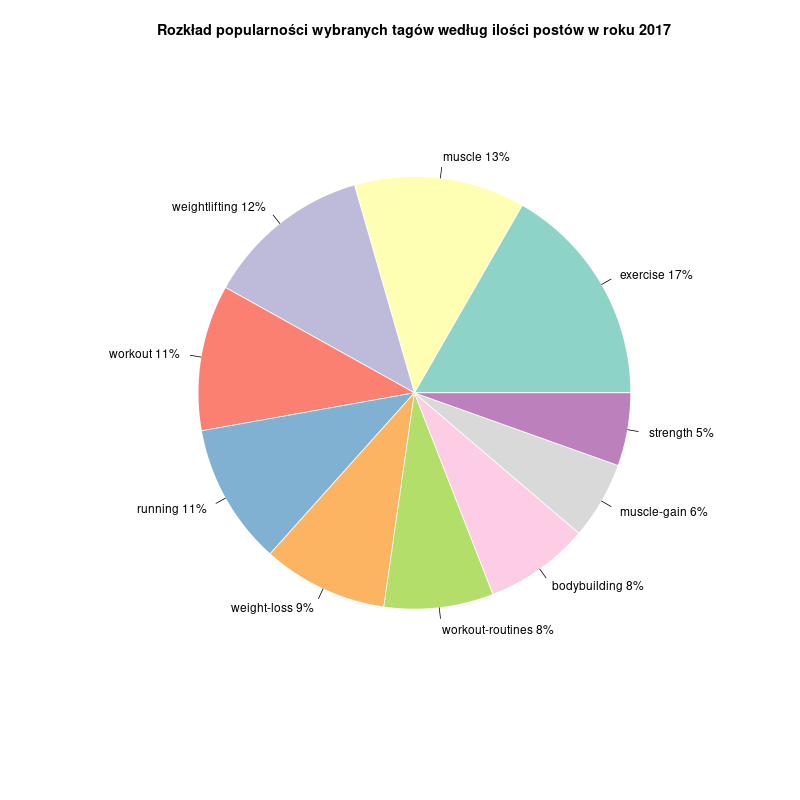 Rozkład popularności wybranych tagów według ilości postów w roku 2017
muscle 13%
weightlifting 12%
exercise 17%
workout 11%
strength 5%
running 11%
muscle-gain 6%
bodybuilding 8%
weight-loss 9%
workout-routines 8%